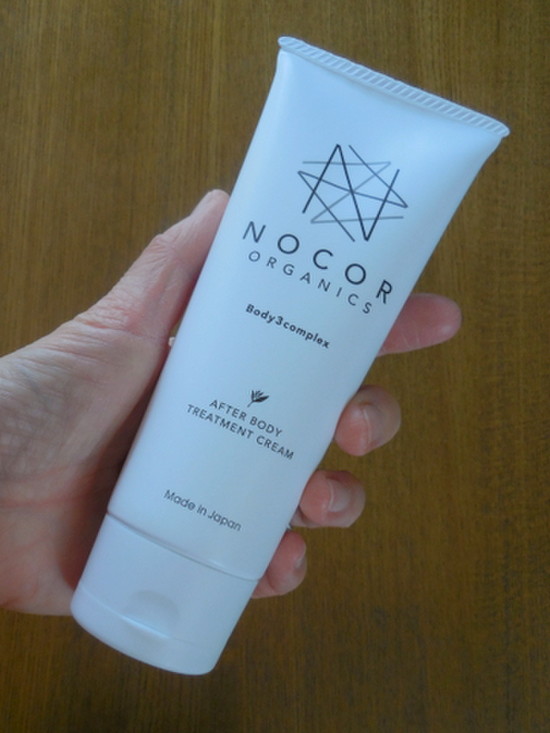 NOCOR
ORGANICS
Body3complex
AFTER BODY
TREATMENT CREAM
Made in Japan